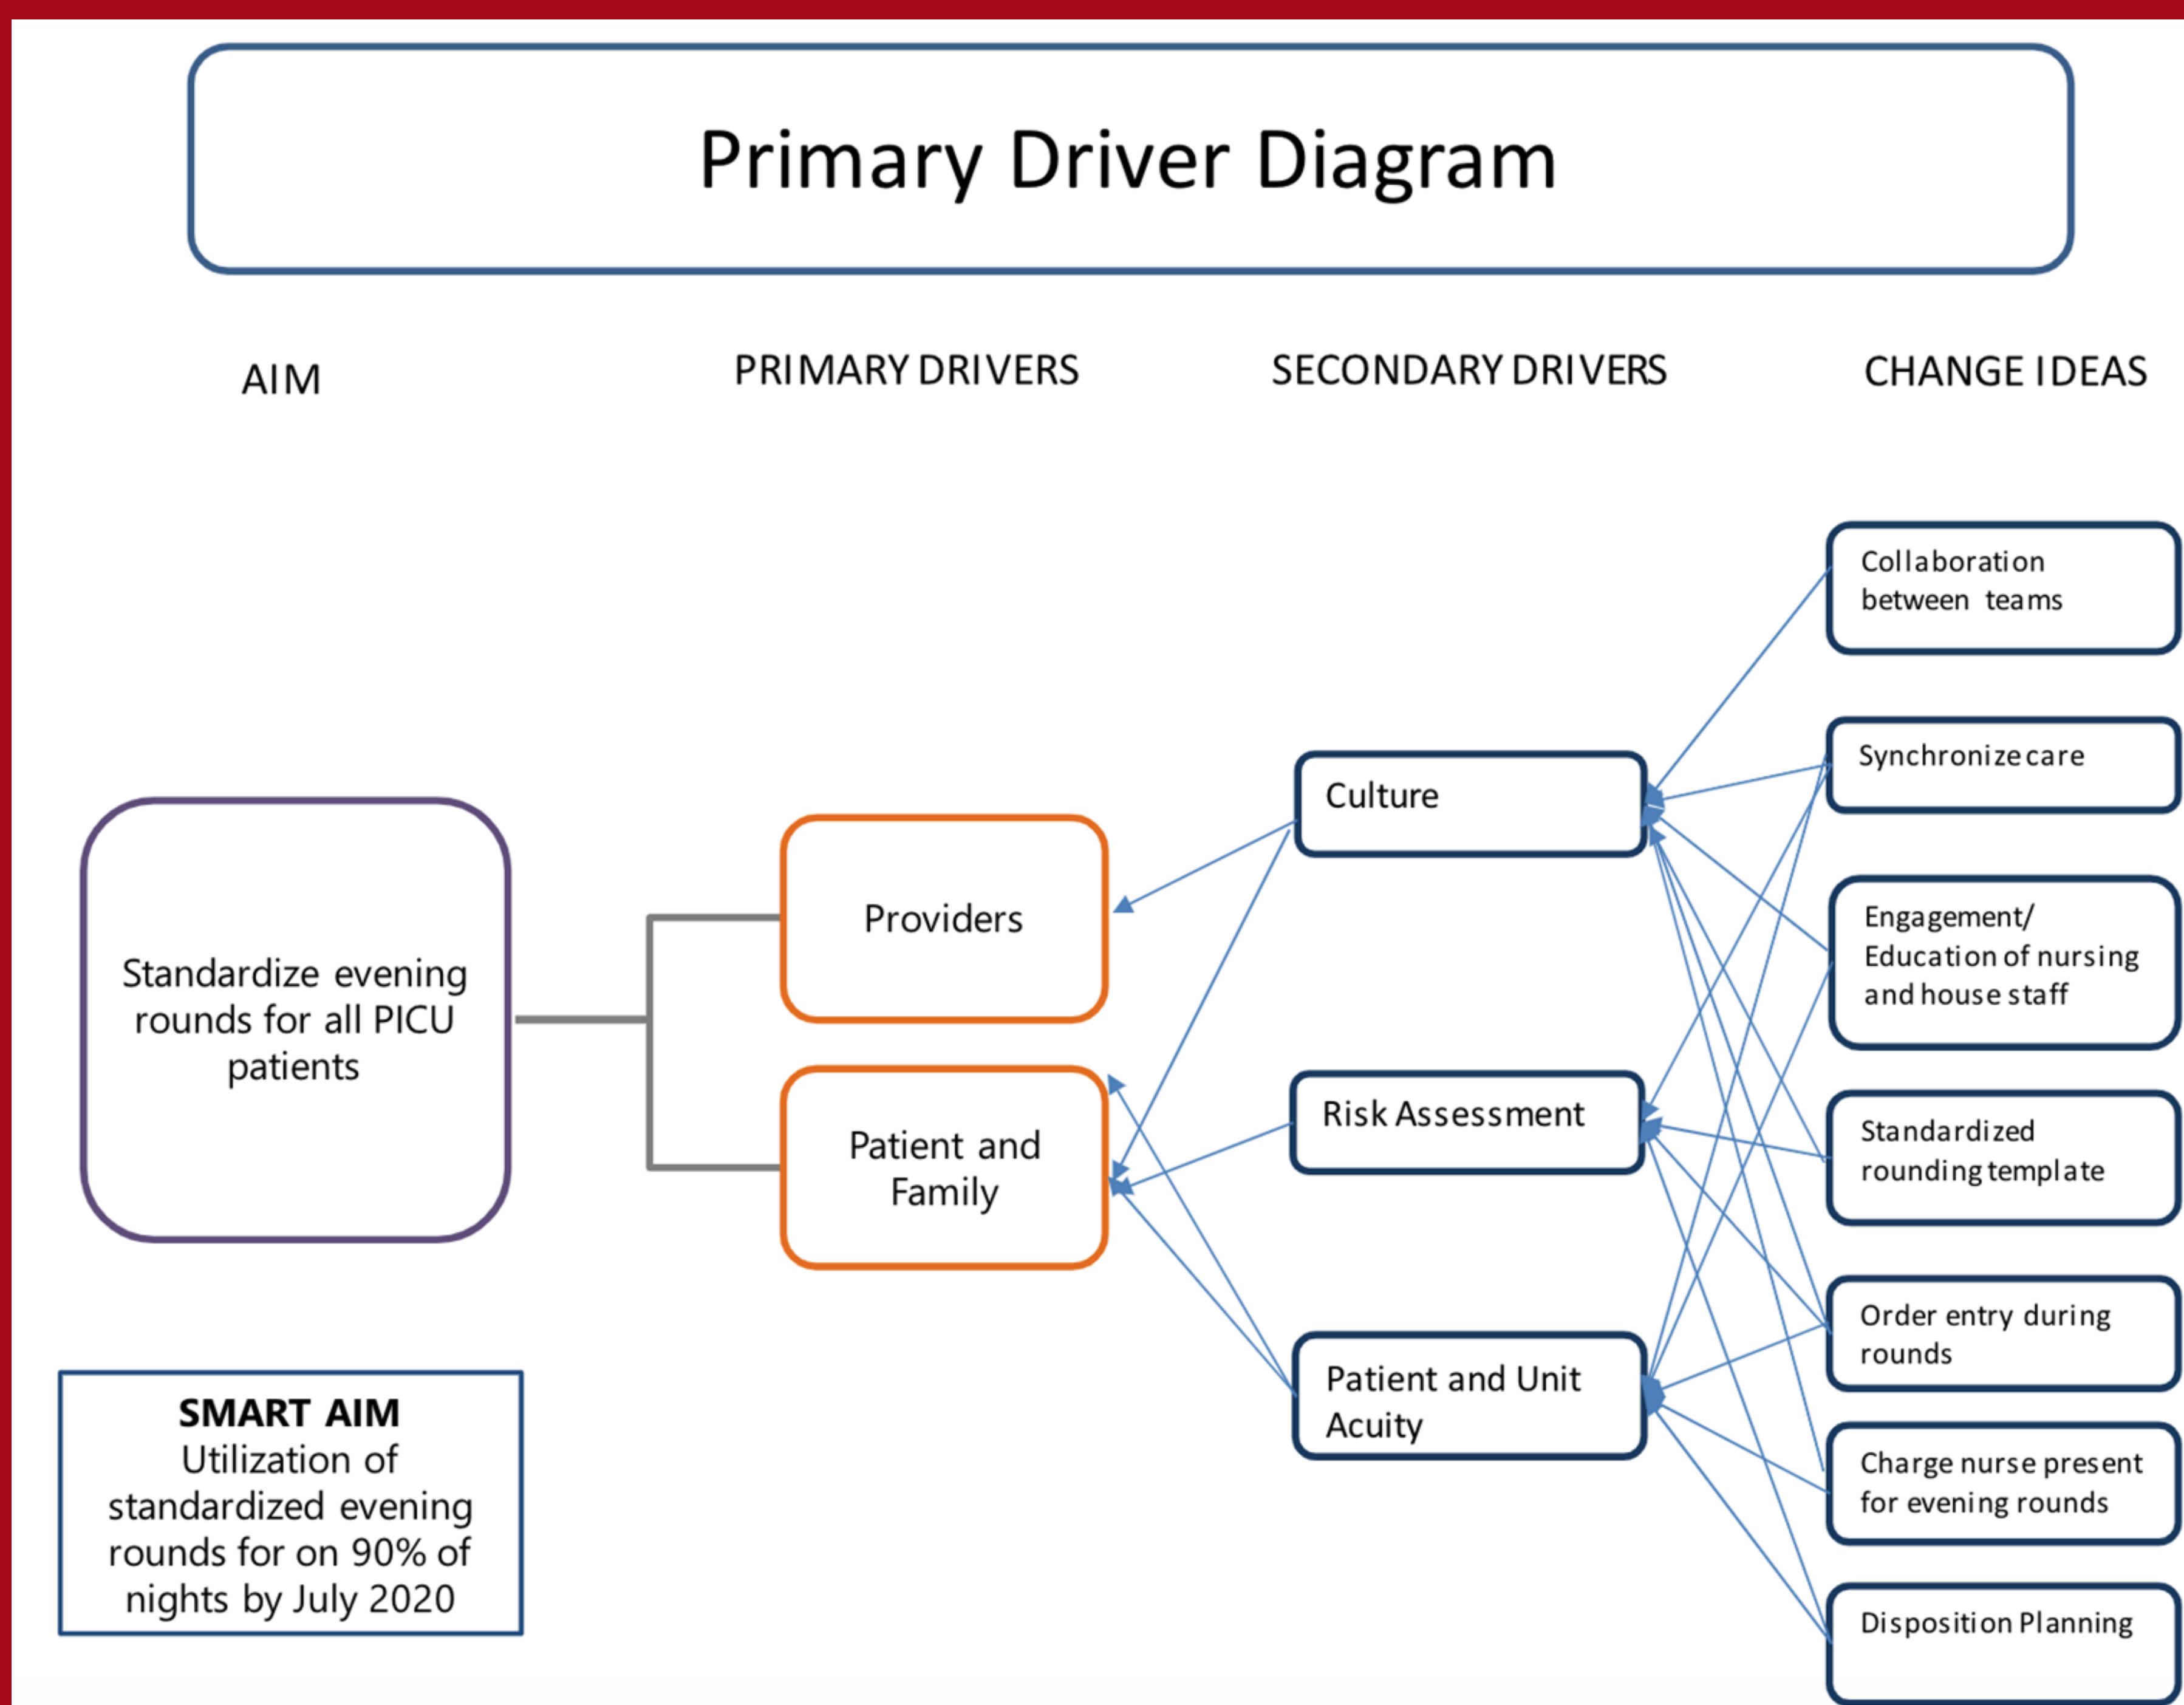 Primary Driver Diagram
AIM
PRIMARY DRIVERS
SECONDARY DRIVERS
CHANGE IDEAS
Standardize evening
rounds for all PICU
patients
SMART AIM
Utilization of
standardized evening
rounds for on 90% of
nights by July 2020
Providers
Patient and
Family
Culture
Risk Assessment
Patient and Unit
Acuity
Collaboration
between teams
Synchronize care
Engagement/
Education of nursing
and house staff
Standardized
rounding template
Order entry during
rounds
Charge nurse present
for evening rounds
Disposition Planning